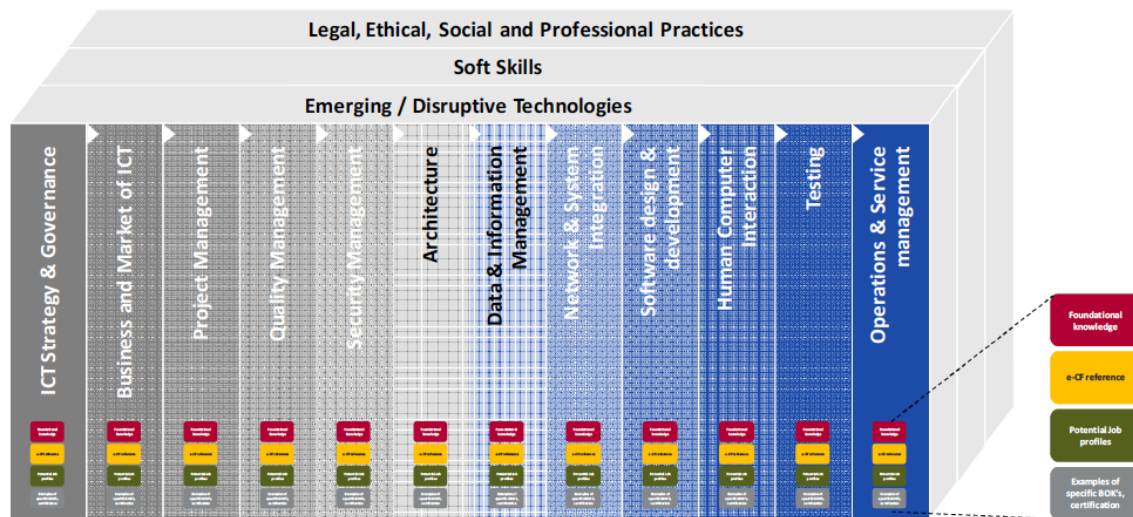 Legal, Ethical, Social and Professional Practices
Soft Skills
Emerging / Disruptive Technologies
ICT Strategy & Governance
Business and Market of ICT
Project Management
Quality Management
Security Management
Architecture
Data & Information
Management
Network & System
Integration
Software design &
development
Human Computer
Interaction
Testing
Operations & Service
management
Foundational
knowledge
e-CF reference
Potential Job
profiles
Examples of
specific BOK's,
certification